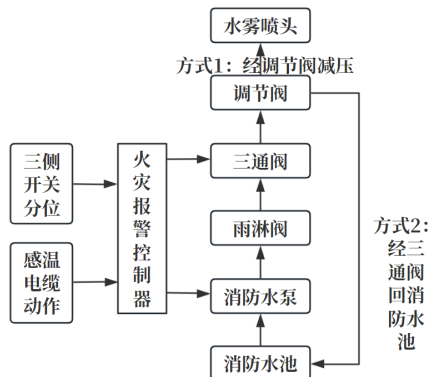 水雾喷头
方式1：经调节阀减压
调节阀
三侧
开关
分位
火
灾
报
警
控
制
器
三通阀
雨淋阀
方式2：
经三
通阀
回消
防水
池
感温
电缆
动作
消防水泵
消防水池